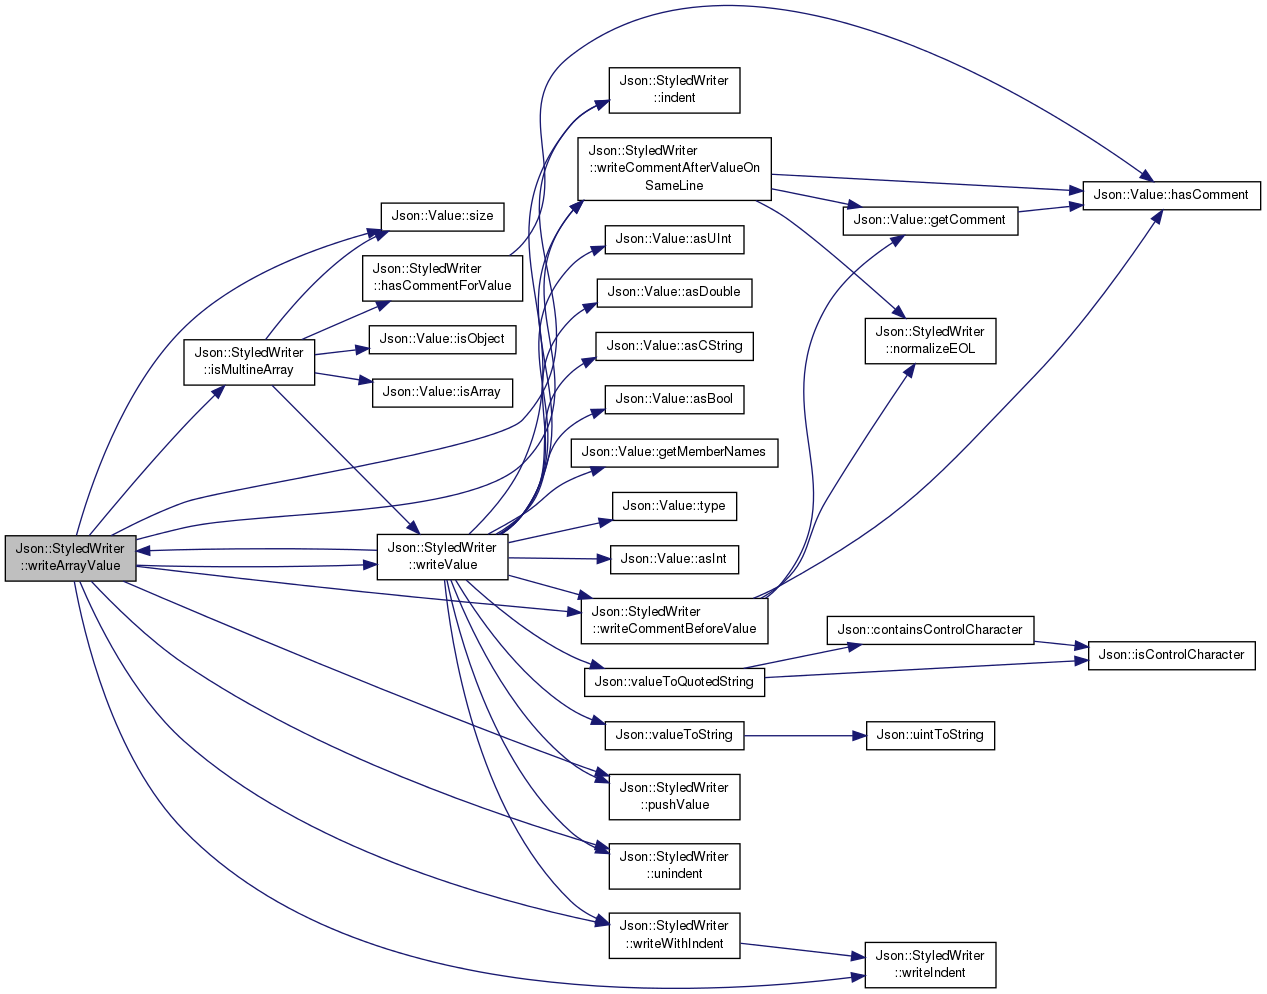 Json::StyledWriter
::indent
Json::StyledWriter
::writeCommentAfterValueOn
SameLine
Json::Value::hasComment
Json::Value::size
Json::Value::getComment
Json::Value::asUInt
Json::StyledWriter
::hasCommentForValue
Json::Value::asDouble
Json::Value::isObject
Json::StyledWriter
::normalizeEOL
Json::StyledWriter
::isMultineArray
Json::Value::asCString
Json::Value::isArray
Json::Value::asBool
Json::Value::getMemberNames
Json::Value::type
Json::StyledWriter
::writeArrayValue
Json::StyledWriter
::writeValue
Json::Value::asInt
Json::StyledWriter
::writeCommentBeforeValue
Json::containsControlCharacter
Json::isControlCharacter
Json::valueToQuotedString
Json::valueToString
Json::uintToString
Json::StyledWriter
::pushValue
Json::StyledWriter
::unindent
Json::StyledWriter
::writeWithIndent
Json::StyledWriter
::writeIndent